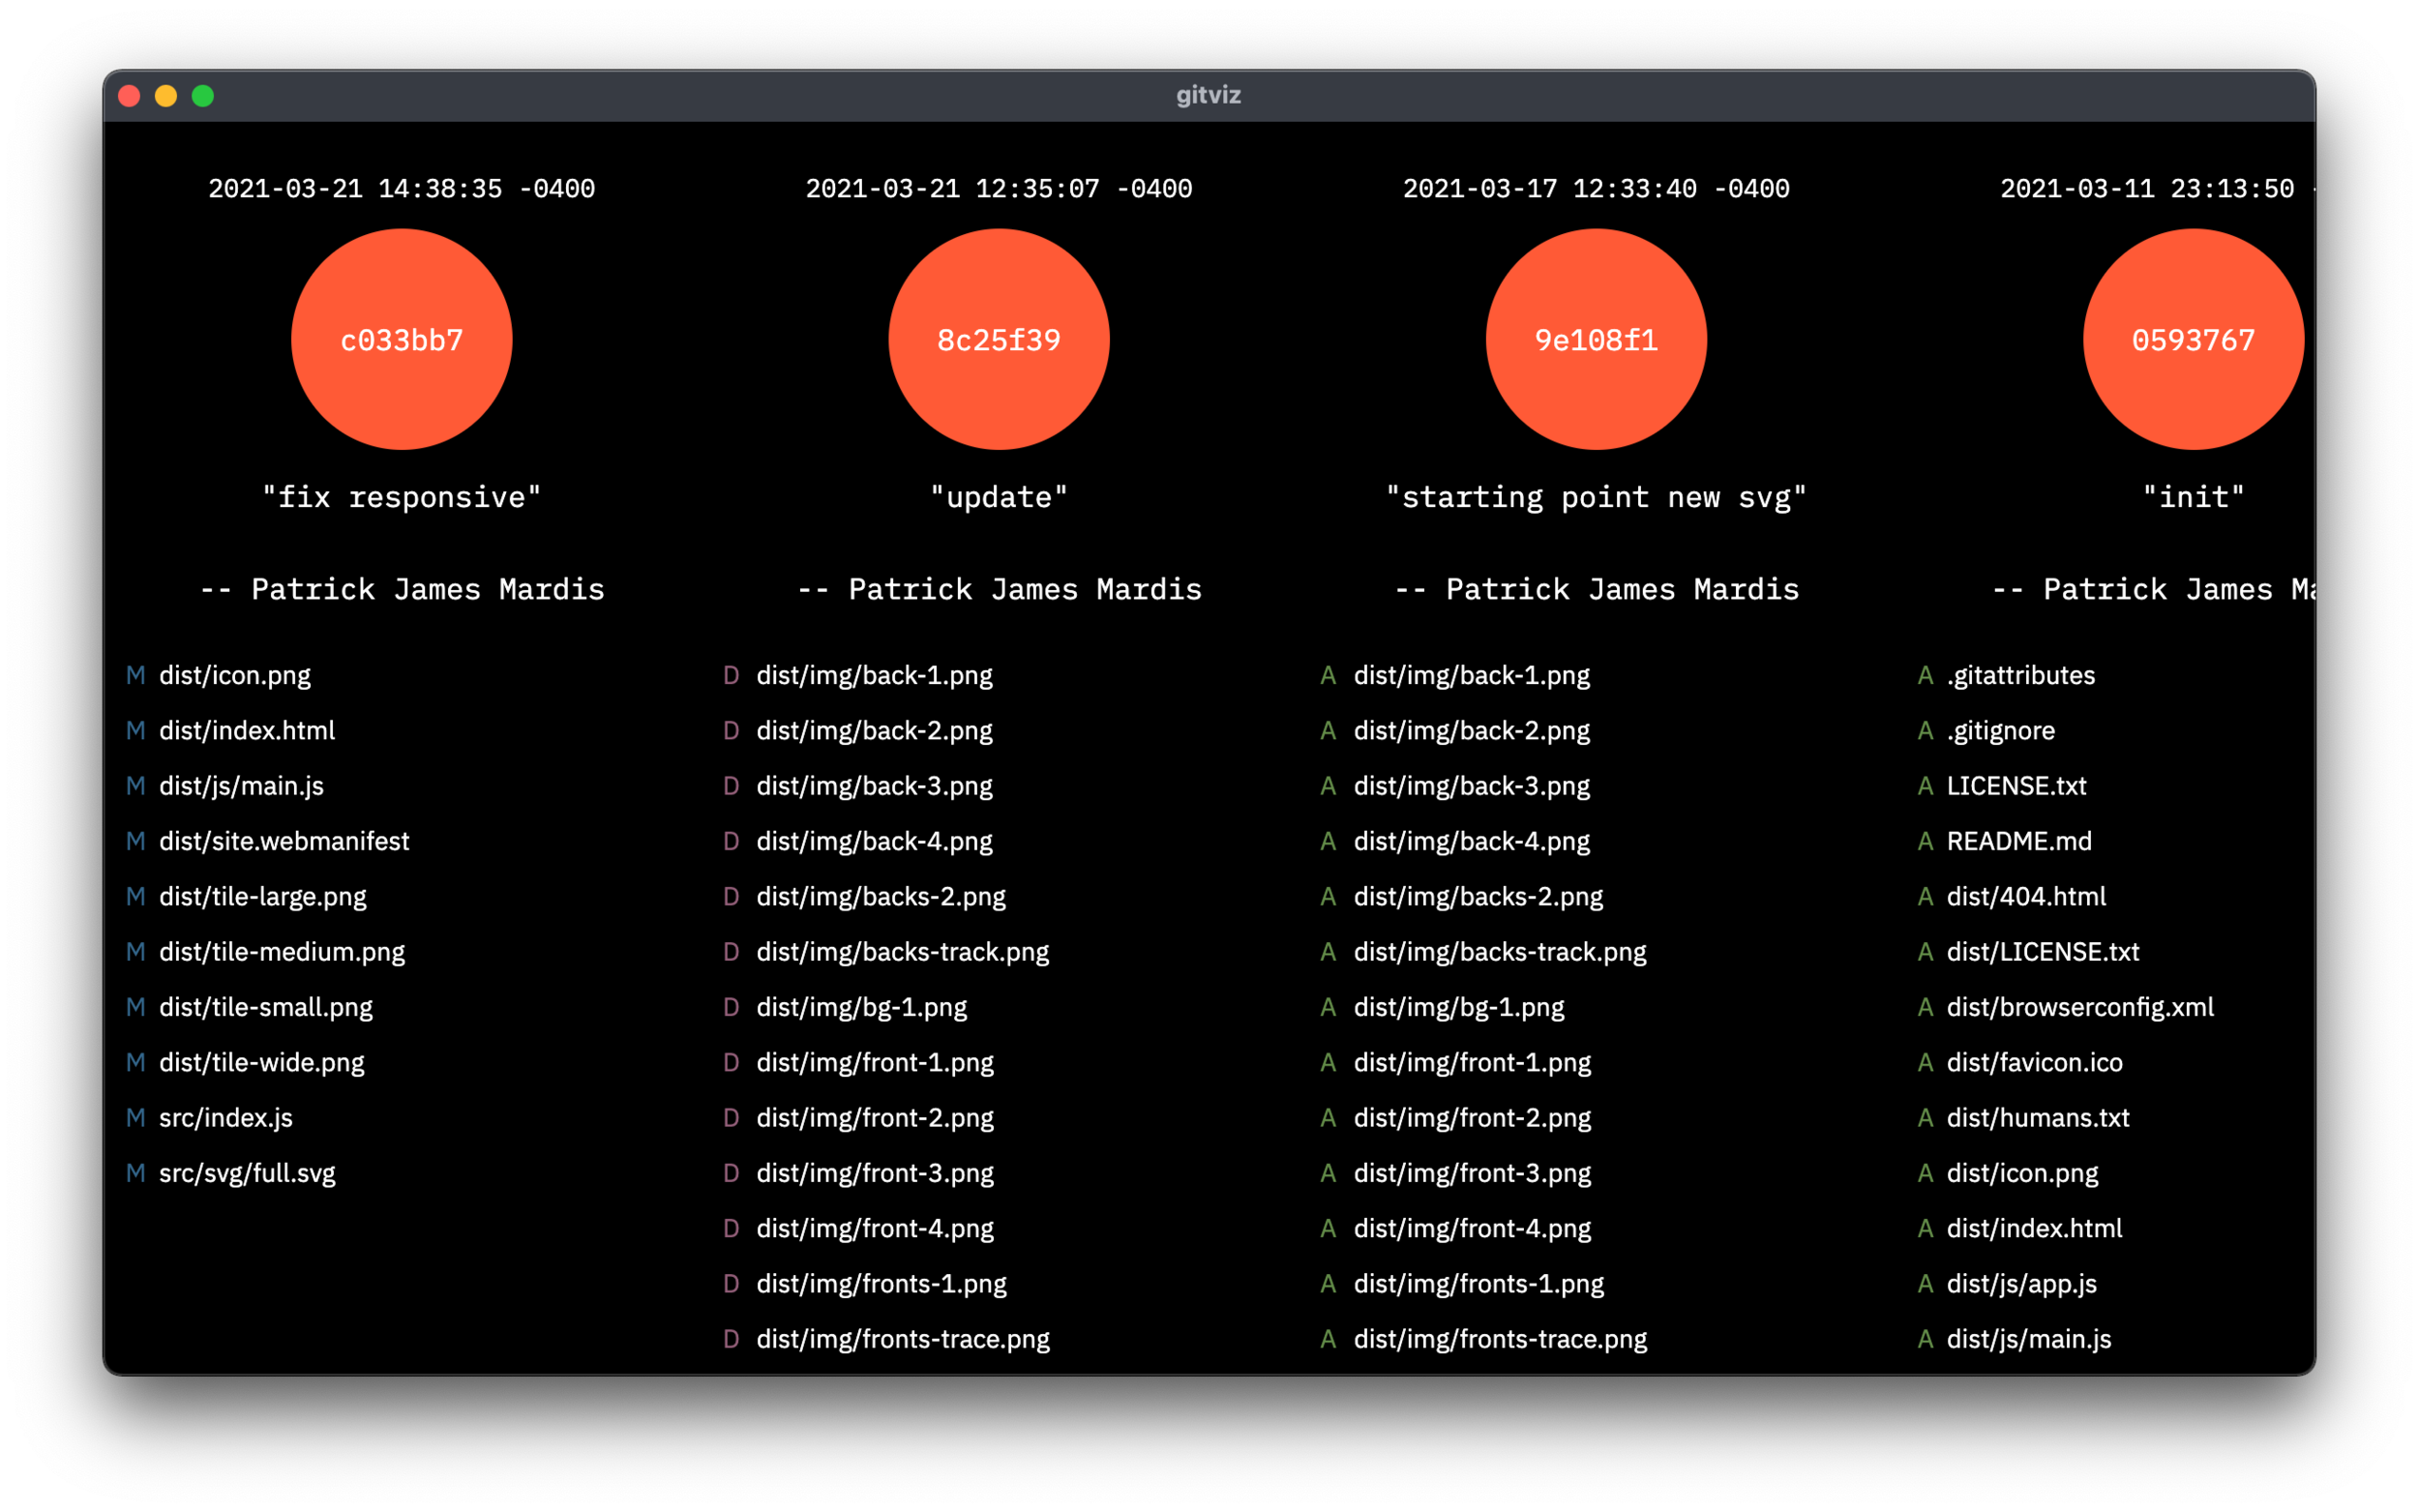 gitviz
2021-03-21 14:38:35 -0400
c033bb7
"fix responsive"
-- Patrick James Mardis
M dist/icon.png
M dist/index.html
M dist/js/main.js
M dist/site.webmanifest
M dist/tile-large.png
M dist/tile-medium.png
M dist/tile-small.png
M dist/tile-wide.png
M src/index.js
M src/svg/full.svg
2021-03-21 12:35:07 -0400
8c25f39
"update"
-- Patrick James Mardis
D dist/img/back-1.png
D dist/img/back-2.png
D dist/img/back-3.png
D dist/img/back-4.png
D dist/img/backs-2.png
D dist/img/backs-track.png
D dist/img/bg-1.png
D dist/img/front-1.png
D dist/img/front-2.png
D dist/img/front-3.png
D dist/img/front-4.png
D dist/img/fronts-1.png
D dist/img/fronts-trace.png
2021-03-17 12:33:40 -0400
9e108f1
"starting point new svg"
-- Patrick James Mardis
A dist/img/back-1.png
A dist/img/back-2.png
A dist/img/back-3.png
A dist/img/back-4.png
A dist/img/backs-2.png
A dist/img/backs-track.png
A dist/img/bg-1.png
A dist/img/front-1.png
A dist/img/front-2.png
A dist/img/front-3.png
A dist/img/front-4.png
A dist/img/fronts-1.png
A dist/img/fronts-trace.png
2021-03-11 23:13:50
0593767
"init"
-- Patrick James
A .gitattributes
A .gitignore
A LICENSE.txt
A README.md
A dist/404.html
A dist/LICENSE.txt
A dist/browserconfig.xml
A dist/favicon.ico
A dist/humans.txt
A dist/icon.png
A dist/index.html
A dist/js/app.js
A dist/js/main.js